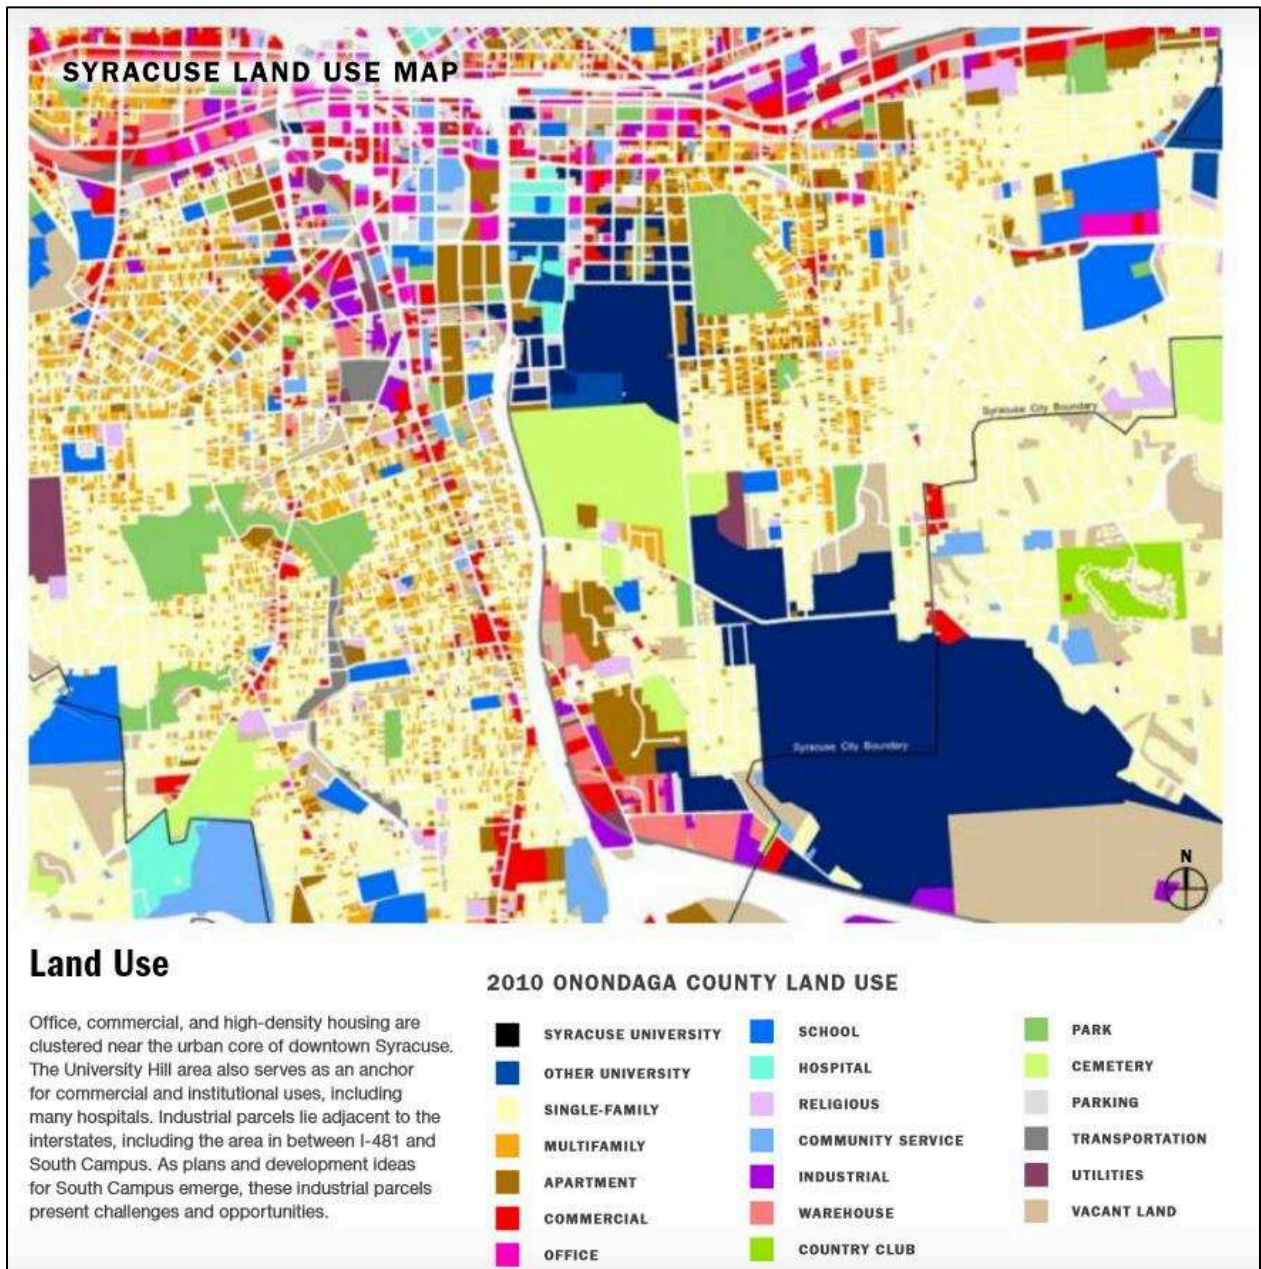 SYRACUSE LAND USE MAP
Syracuse City Boundary
Syracuse City Boundary
N
Land Use
Office, commercial, and high-density housing are
clustered near the urban core of downtown Syracuse.
The University Hill area also serves as an anchor
for commercial and institutional uses, including
many hospitals. Industrial parcels lie adjacent to the
interstates, including the area in between I-481 and
South Campus. As plans and development ideas
for South Campus emerge, these industrial parcels
present challenges and opportunities.
2010 ONONDAGA COUNTY LAND USE
SYRACUSE UNIVERSITY
OTHER UNIVERSITY
SINGLE-FAMILY
MULTIFAMILY
APARTMENT
COMMERCIAL
OFFICE
SCHOOL
HOSPITAL
RELIGIOUS
COMMUNITY SERVICE
INDUSTRIAL
WAREHOUSE
COUNTRY CLUB
PARK
CEMETERY
PARKING
TRANSPORTATION
UTILITIES
VACANT LAND